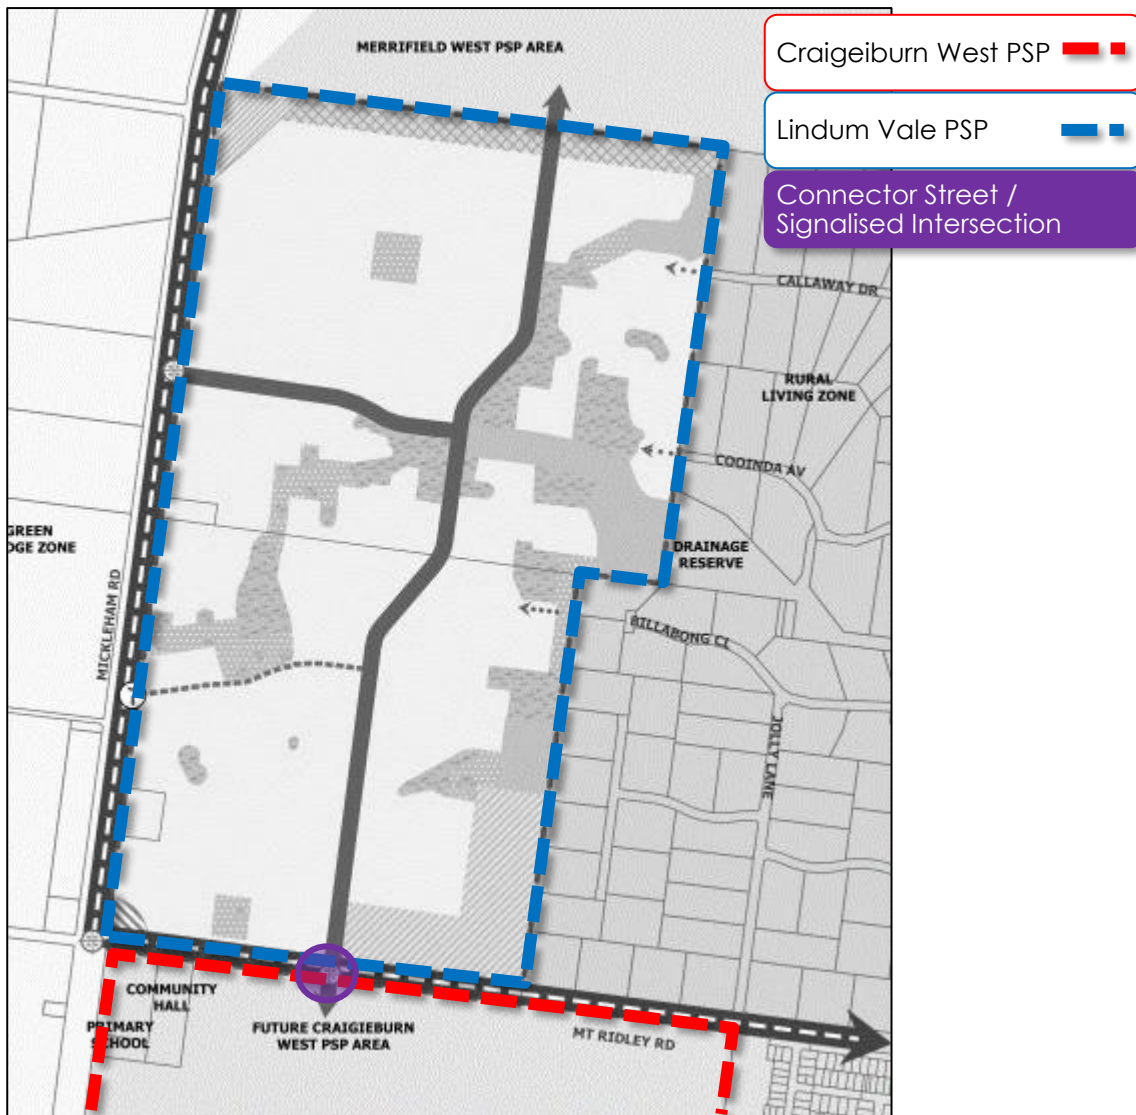 MERRIFIELD WEST PSP AREA
Craigeiburn West PSP
Lindum Vale PSP
Connector Street /
Signalised Intersection
CALLAWAY DR
RURAL
LIVING ZONE
COOINDA AV
GREEN
DGE ZONE
DRAINAGE
RESERVE
MICKLEHAM RD
BILLABONG CI
JOLLY LANE
COMMUNITY
HALL
PRIMARY
SCHOOL
FUTURE CRAIGIEBURN
WEST PSP AREA
MT RIDLEY RD